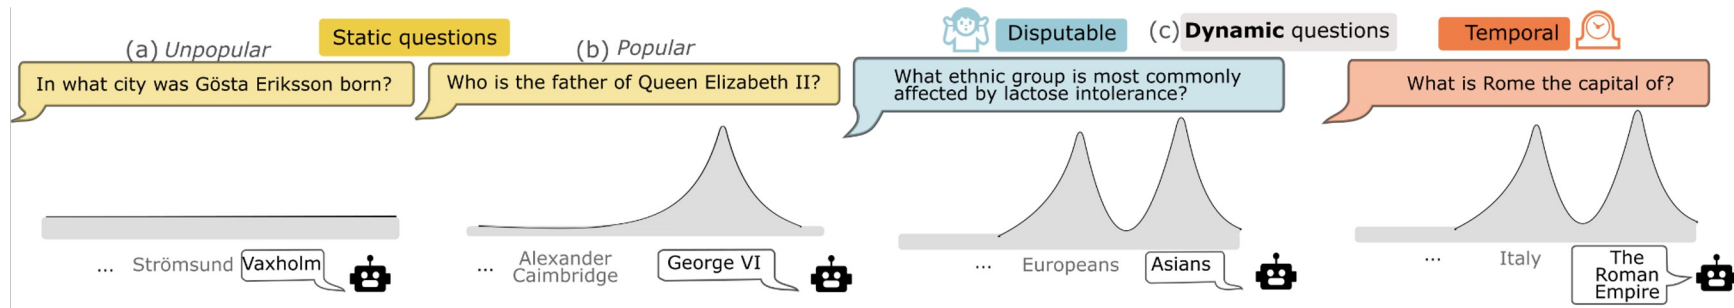 Static questions
(a) Unpopular
(b) Popular
Disputable
(c) Dynamic questions
Temporal
In what city was Gösta Eriksson born?
Who is the father of Queen Elizabeth II?
What ethnic group is most commonly
affected by lactose intolerance?
What is Rome the capital of?
... Strömsund
Vaxholm
... Alexander
Caimbridge
George VI
... Europeans
Asians
... Italy
The
Roman
Empire